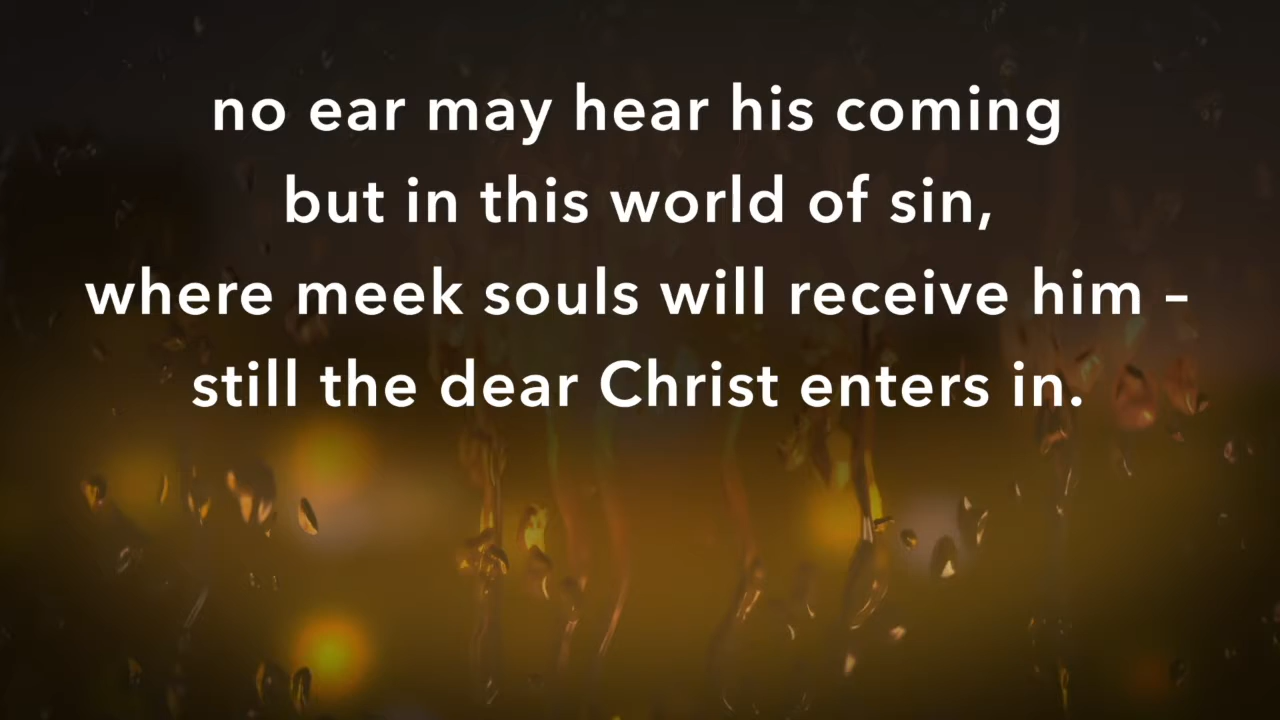 no ear may hear his coming
but in this world of sin,
where meek souls will receive him –
still the dear Christ enters in.